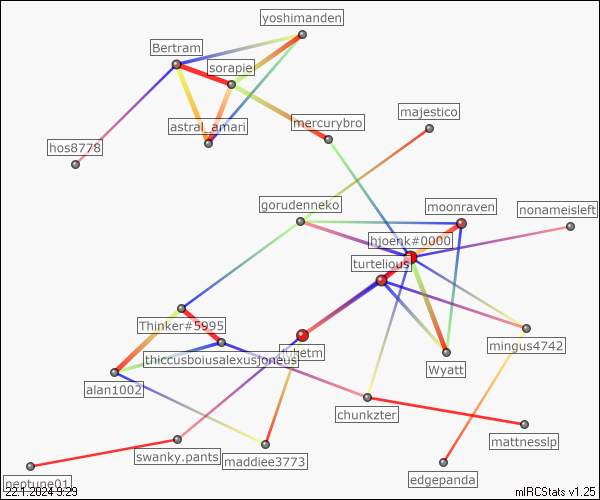 yoshimanden
Bertram
sorapie
majestico
mercurybro
astral_amari
hos8778
gorudenneko
moonraven
nonameisleft
hjoenk#0000
turtelious
Thinker#5995
thiccusboiusalexusjoneus
mingus4742
Wyatt
alan1002
chunkzter
mattnesslp
swanky.pants
maddiee3773
edgepanda
neptune01
22.1.2024 9:29
mIRCStats v1.25